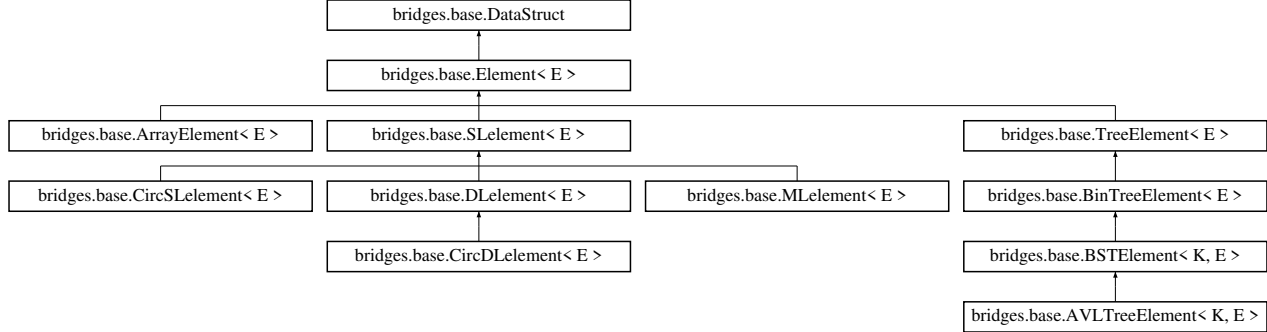 bridges.base.DataStruct
bridges.base.Element< E >
bridges.base.ArrayElement< E >
bridges.base.SLelement< E >
bridges.base.TreeElement< E >
bridges.base.CircSLelement< E >
bridges.base.DLelement< E >
bridges.base.MLelement< E >
bridges.base.BinTreeElement< E >
bridges.base.CircDLelement< E >
bridges.base.BSTElement< K, E >
bridges.base.AVLTreeElement< K, E >